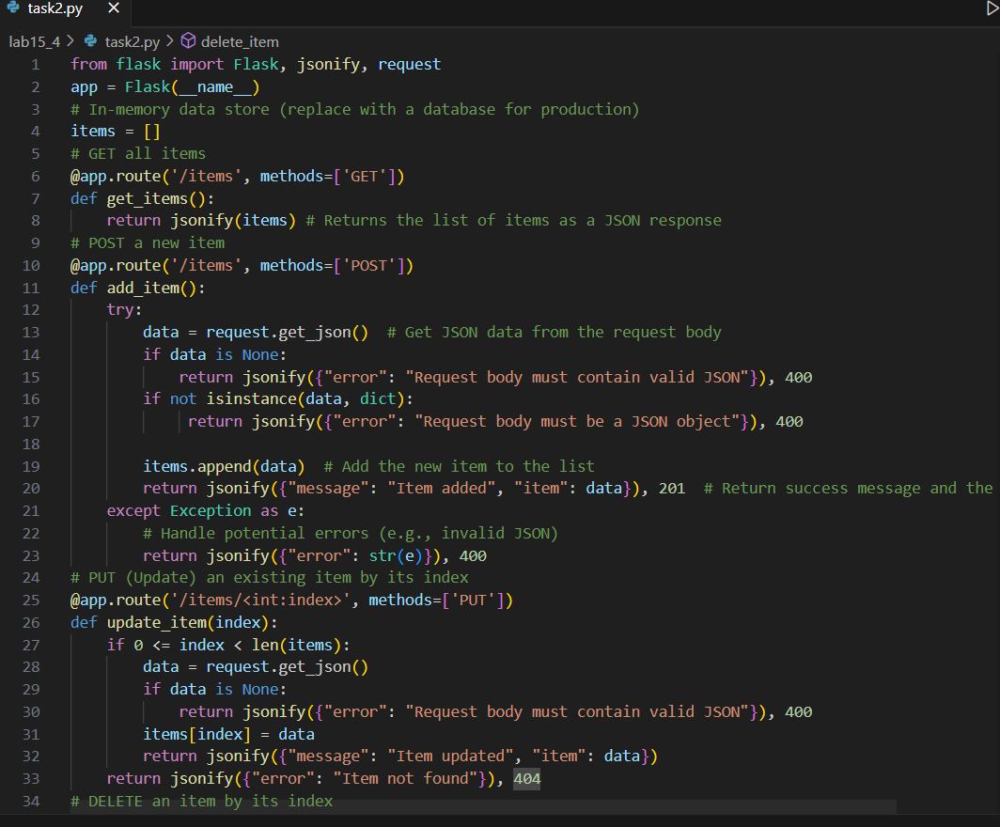 task2.py
lab15_4 > task2.py > delete_item
1 from flask import Flask, jsonify, request
2 app = Flask(__name__)
3 # In-memory data store (replace with a database for production)
4 items = []
5 # GET all items
6 @app.route('/items', methods=['GET'])
7 def get_items():
8     return jsonify(items) # Returns the list of items as a JSON response
9 # POST a new item
10 @app.route('/items', methods=['POST'])
11 def add_item():
12     try:
13         data = request.get_json()  # Get JSON data from the request body
14         if data is None:
15             return jsonify({"error": "Request body must contain valid JSON"}), 400
16         if not isinstance(data, dict):
17              return jsonify({"error": "Request body must be a JSON object"}), 400
18
19         items.append(data)  # Add the new item to the list
20         return jsonify({"message": "Item added", "item": data}), 201  # Return success message and the
21     except Exception as e:
22         # Handle potential errors (e.g., invalid JSON)
23         return jsonify({"error": str(e)}), 400
24 # PUT (Update) an existing item by its index
25 @app.route('/items/<int:index>', methods=['PUT'])
26 def update_item(index):
27     if 0 <= index < len(items):
28         data = request.get_json()
29         if data is None:
30             return jsonify({"error": "Request body must contain valid JSON"}), 400
31         items[index] = data
32         return jsonify({"message": "Item updated", "item": data})
33     return jsonify({"error": "Item not found"}), 404
34 # DELETE an item by its index